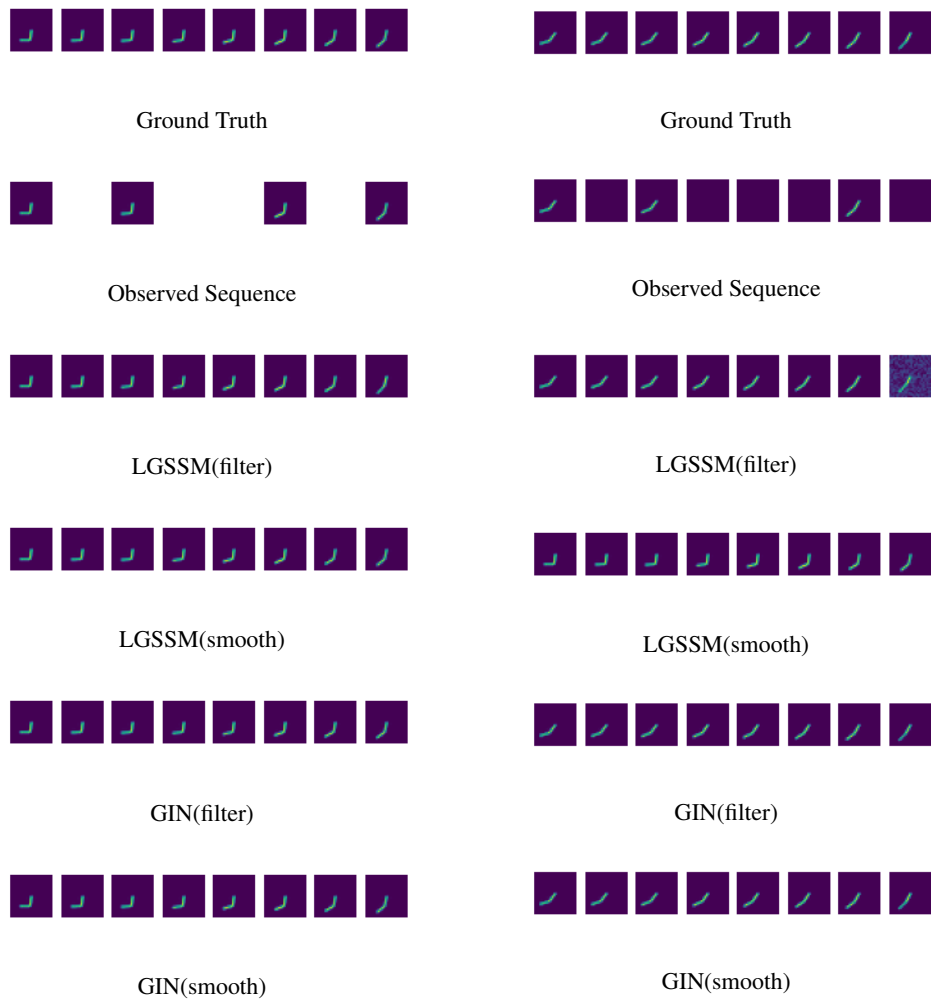 Ground Truth
Ground Truth
Observed Sequence
Observed Sequence
LGSSM(filter)
LGSSM(filter)
LGSSM(smooth)
LGSSM(smooth)
GIN(filter)
GIN(filter)
GIN(smooth)
GIN(smooth)